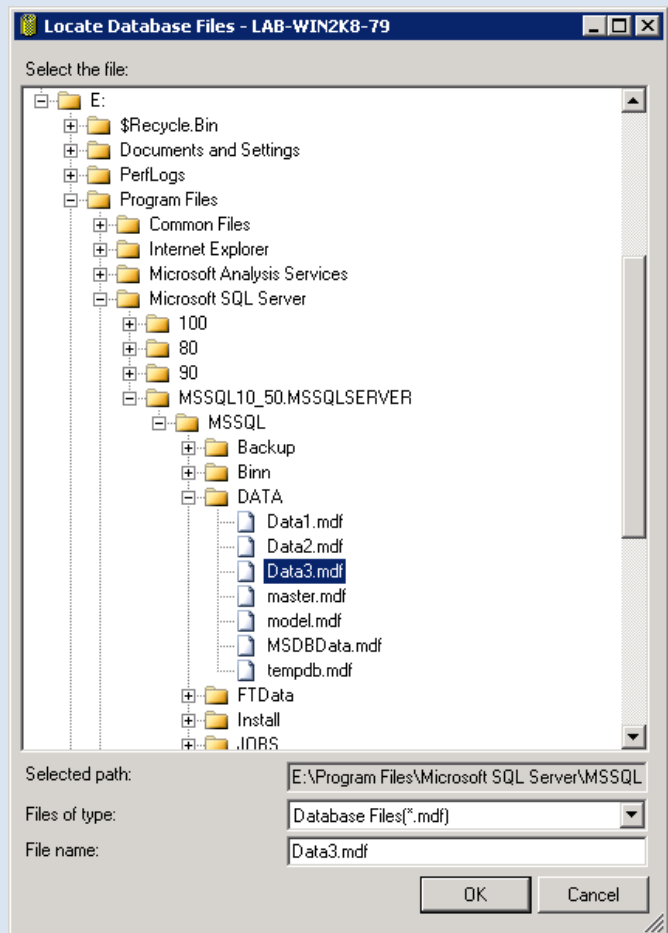 Locate Database Files - LAB-WIN2K8-79
Select the file:
E:
$Recycle.Bin
Documents and Settings
PerfLogs
Program Files
Common Files
Internet Explorer
Microsoft Analysis Services
Microsoft SQL Server
100
80
90
MSSQL10_50.MSSQLSERVER
MSSQL
Backup
Binn
DATA
Data1.mdf
Data2.mdf
Data3.mdf
master.mdf
model.mdf
MSDBData.mdf
tempdb.mdf
FTData
Install
JOBS
Selected path: E:\Program Files\Microsoft SQL Server\MSSQL
Files of type: Database Files(*.mdf)
File name: Data3.mdf
OK Cancel